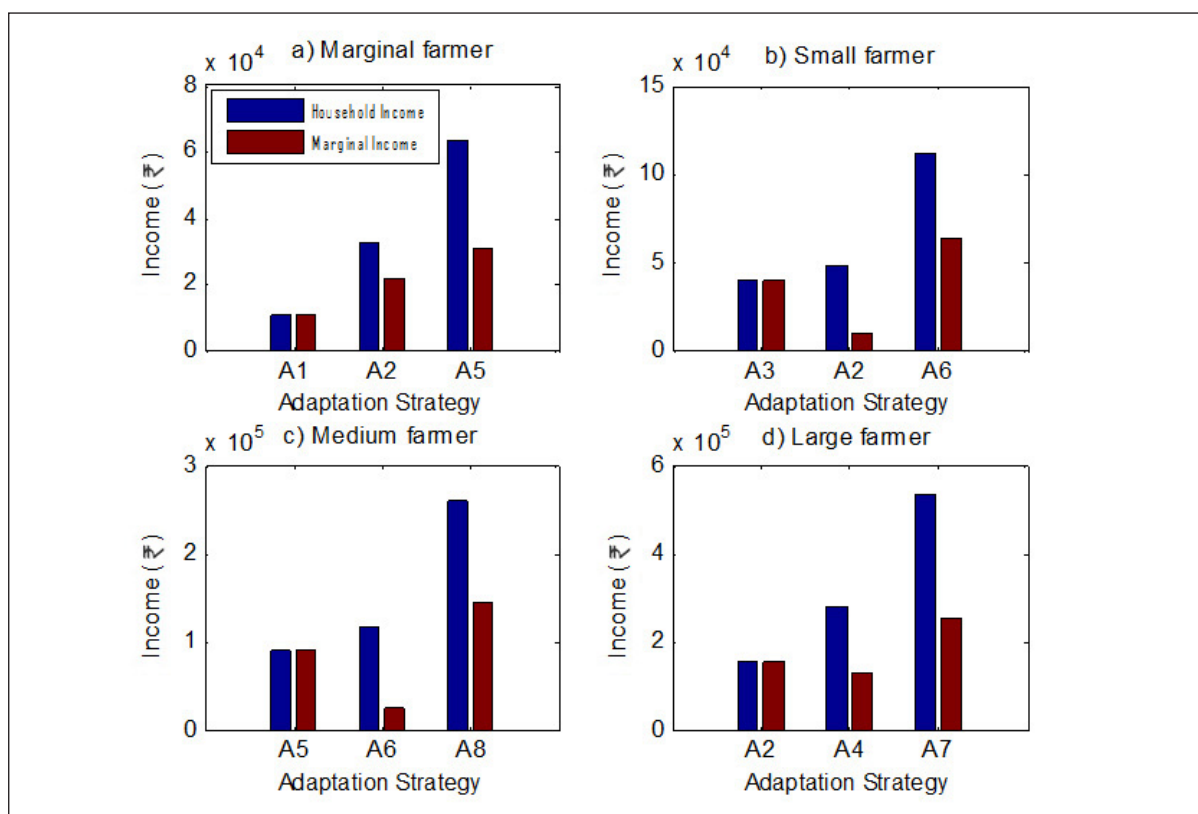 a) Marginal farmer
x 10^4
8
6
4
2
0
Income (₹)
Household Income
Marginal Income
A1 A2 A5
Adaptation Strategy
b) Small farmer
x 10^4
15
10
5
0
Income (₹)
A3 A2 A6
Adaptation Strategy
c) Medium farmer
x 10^5
3
2
1
0
Income (₹)
A5 A6 A8
Adaptation Strategy
d) Large farmer
x 10^5
6
4
2
0
Income (₹)
A2 A4 A7
Adaptation Strategy